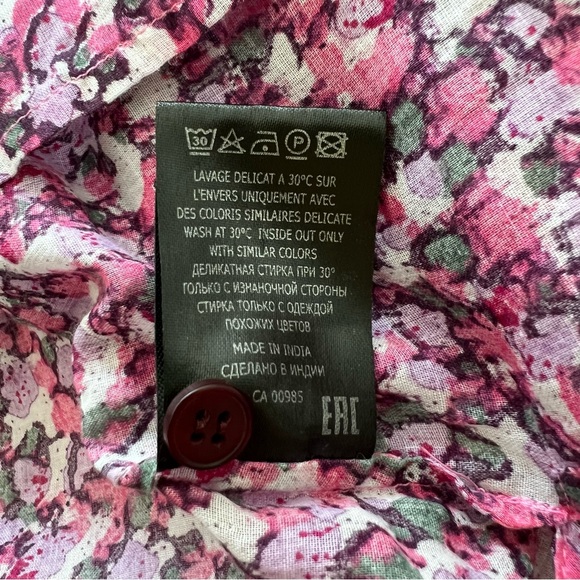 30 P
LAVAGE DELICAT A 30°C SUR
L'ENVERS UNIQUEMENT AVEC
DES COLORIS SIMILAIRES DELICATE
WASH AT 30°C INSIDE OUT ONLY
WITH SIMILAR COLORS
ДЕЛИКАТНАЯ СТИРКА ПРИ 30°
ТОЛЬКО С ИЗНАНОЧНОЙ СТОРОНЫ
СТИРКА ТОЛЬКО С ОДЕЖДОЙ
ПОХОЖИХ ЦВЕТОВ
MADE IN INDIA
СДЕЛАНО В ИНДИИ
CA 00985
EAC